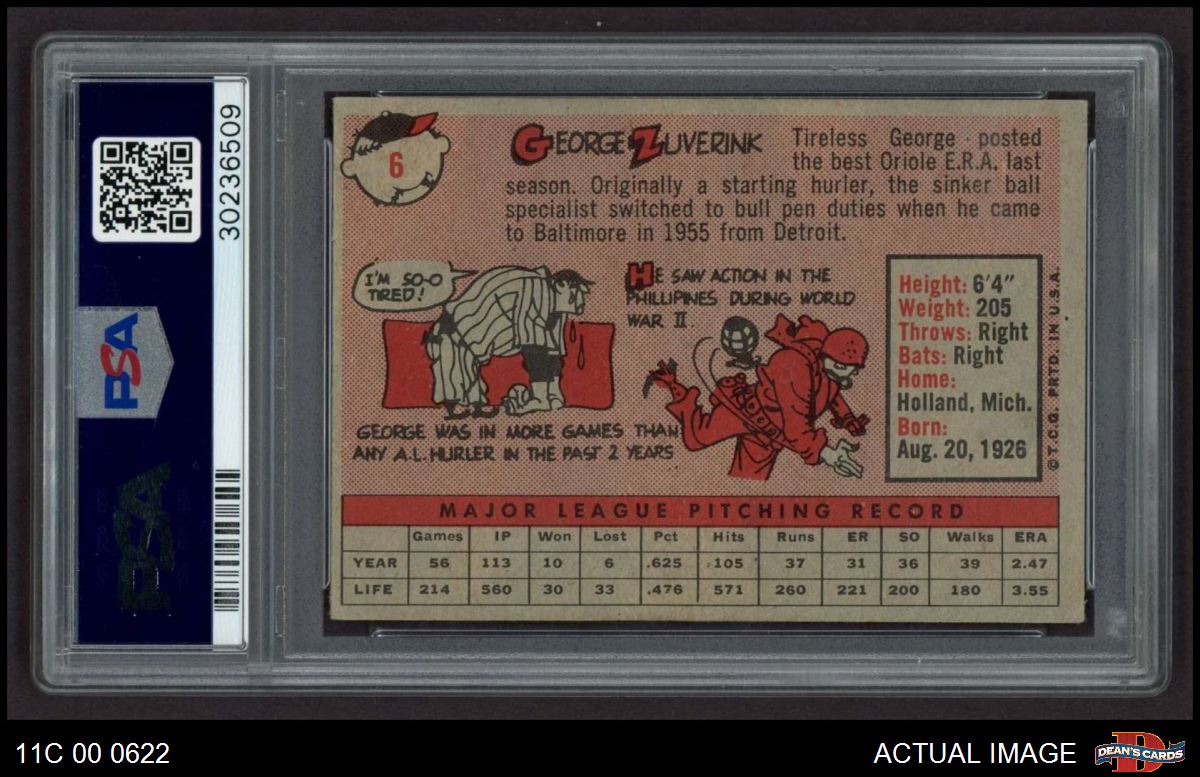 30236509
PSA
PSA
6
GEORGE ZUVERINK
Tireless George posted
the best Oriole E.R.A. last
season. Originally a starting hurler, the sinker ball
specialist switched to bull pen duties when he came
to Baltimore in 1955 from Detroit.
I'M SO-O
TIRED!
GEORGE WAS IN MORE GAMES THAN
ANY A.L. HURLER IN THE PAST 2 YEARS
HE SAW ACTION IN THE
PHILLIPINES DURING WORLD
WAR II.
Height: 6'4"
Weight: 205
Throws: Right
Bats: Right
Home:
Holland, Mich.
Born:
Aug. 20, 1926
© T.C.G. PRTD. IN U.S.A.
MAJOR LEAGUE PITCHING RECORD
Games IP Won Lost Pct Hits Runs ER SO Walks ERA
YEAR 56 113 10 6 .625 105 37 31 36 39 2.47
LIFE 214 560 30 33 .476 571 260 221 200 180 3.55
11C 00 0622
ACTUAL IMAGE
DEAN'S CARDS